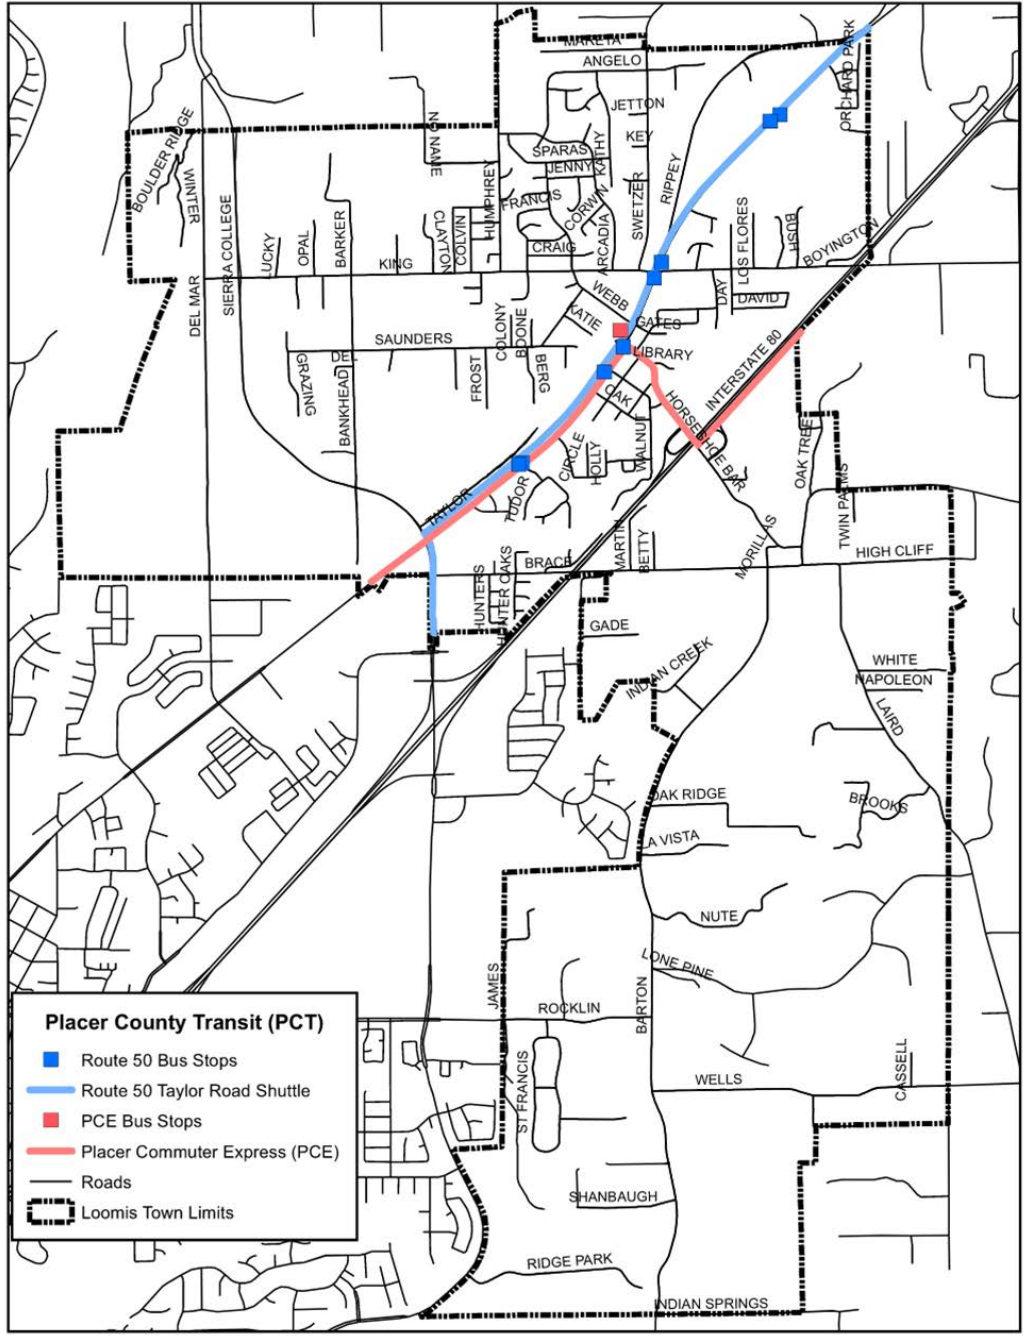 MARETA
ANGELO
ORCHARD PARK
JETTON
KEY
NO NAME
BOULDER RIDGE
SPARAS
KATHY
JENNY
RIPPEY
WINTER
HUMPHREY
FRANCIS
CORWIN
SWETZER
SIERRA COLLEGE
LUCKY
OPAL
BARKER
CLAYTON
COLVIN
CRAIG
ARCADIA
LOS FLORES
BUSH
BOYINGTON
KING
DEL MAR
WEBB
DAY
DAVID
KATIE
GATES
COLONY
BOONE
SAUNDERS
LIBRARY
INTERSTATE 80
DEL
GRAZING
BANKHEAD
FROST
BERG
OAK
HORSESHOE BAR
WALNUT
CIRCLE
HOLLY
OAK TREE
TWIN PALMS
TAYLOR
TUDOR
MARTIN
BETTY
MORILLAS
HIGH CLIFF
BRACE
HUNTERS
HUNTER OAKS
GADE
INDIAN CREEK
WHITE
NAPOLEON
LAIRD
OAK RIDGE
BROOKS
LA VISTA
NUTE
LONE PINE
JAMES
ROCKLIN
BARTON
ST FRANCIS
WELLS
CASSELL
SHANBAUGH
RIDGE PARK
INDIAN SPRINGS
Placer County Transit (PCT)
Route 50 Bus Stops
Route 50 Taylor Road Shuttle
PCE Bus Stops
Placer Commuter Express (PCE)
Roads
Loomis Town Limits